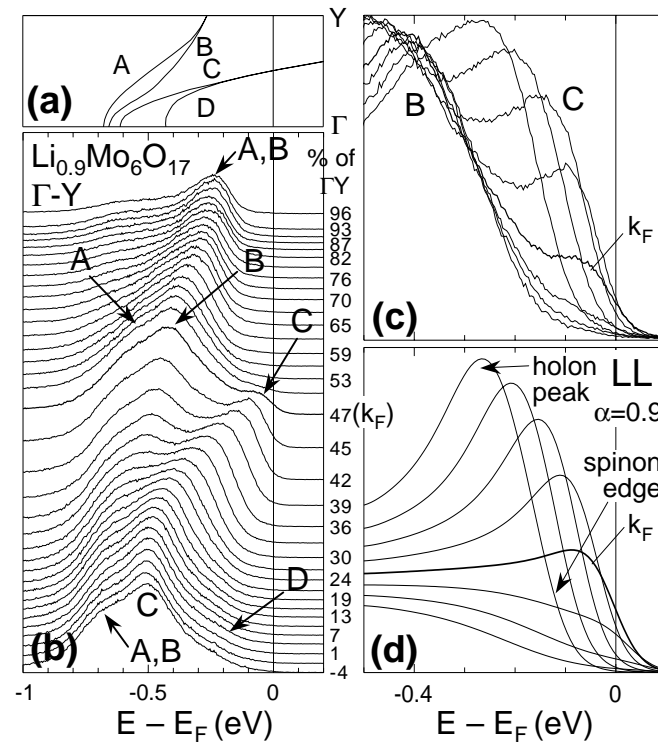 (a)
A
B
C
D
Y
Γ
(b)
Li0.9Mo6O17
Γ-Y
A,B
% of
ΓY
96
93
87
82
76
70
65
59
53
47(kF)
45
42
39
36
30
24
19
13
7
1
-4
A
B
C
D
C
A,B
-1
-0.5
0
E – EF (eV)
(c)
B
C
kF
(d)
LL
α=0.9
holon
peak
spinon
edge
kF
-0.4
0
E – EF (eV)